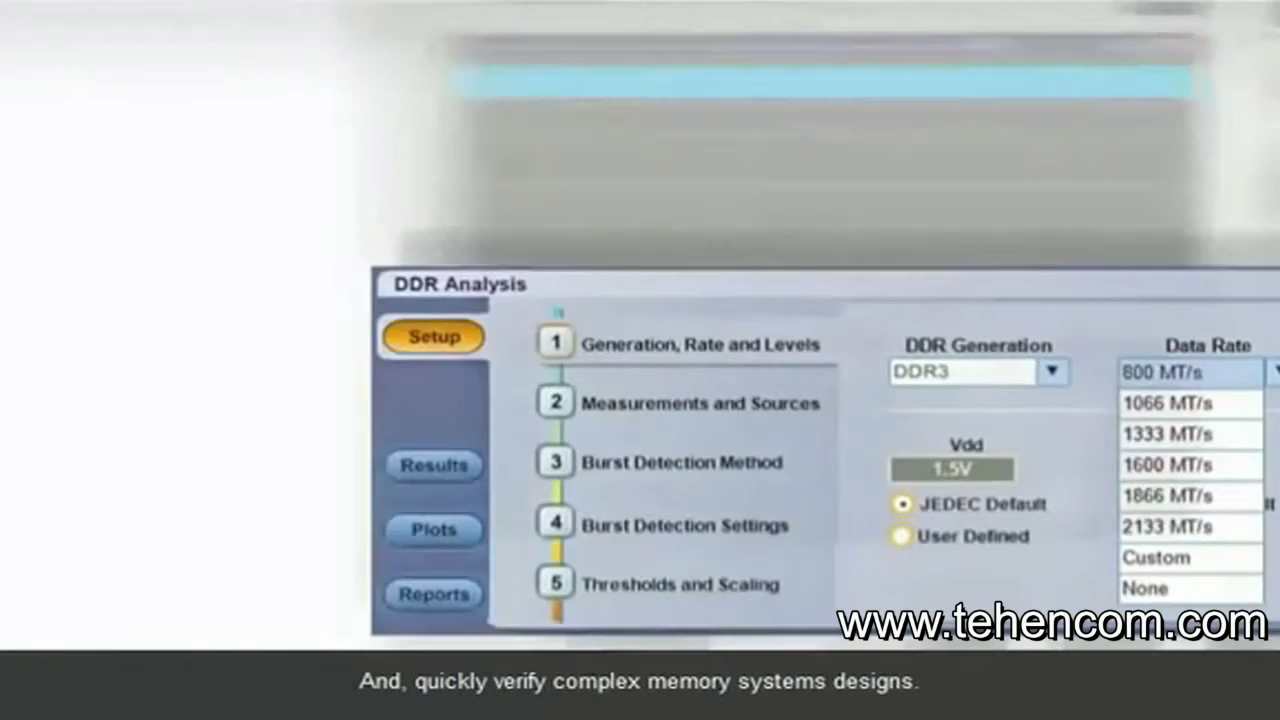 DDR Analysis
Setup
Results
Plots
Reports
1 Generation, Rate and Levels
2 Measurements and Sources
3 Burst Detection Method
4 Burst Detection Settings
5 Thresholds and Scaling
DDR Generation
DDR3
Vdd
1.5V
JEDEC Default
User Defined
Data Rate
800 MT/s
1066 MT/s
1333 MT/s
1600 MT/s
1866 MT/s
2133 MT/s
Custom
None
www.tehencom.com
And, quickly verify complex memory systems designs.